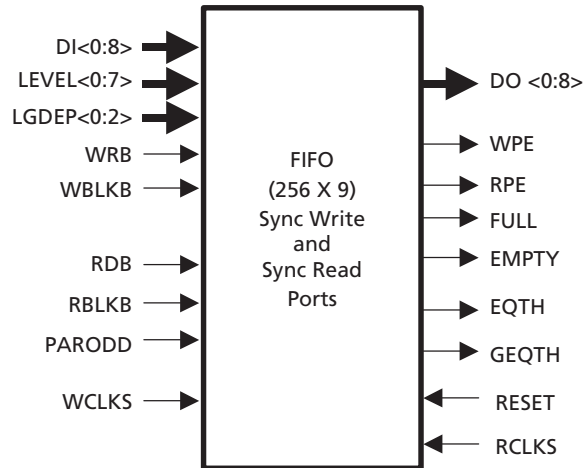 DI<0:8>
LEVEL<0:7>
LGDEP<0:2>
WRB
WBLKB
RDB
RBLKB
PARODD
WCLKS
FIFO
(256 X 9)
Sync Write
and
Sync Read
Ports
DO <0:8>
WPE
RPE
FULL
EMPTY
EQTH
GEQTH
RESET
RCLKS